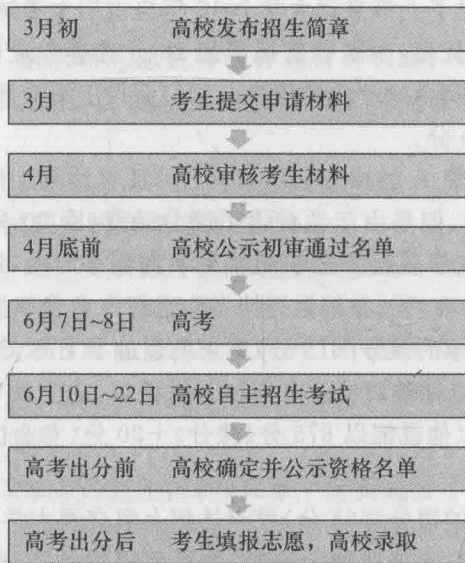 3月初 高校发布招生简章
3月 考生提交申请材料
4月 高校审核考生材料
4月底前 高校公示初审通过名单
6月7日~8日 高考
6月10日~22日 高校自主招生考试
高考出分前 高校确定并公示资格名单
高考出分后 考生填报志愿，高校录取